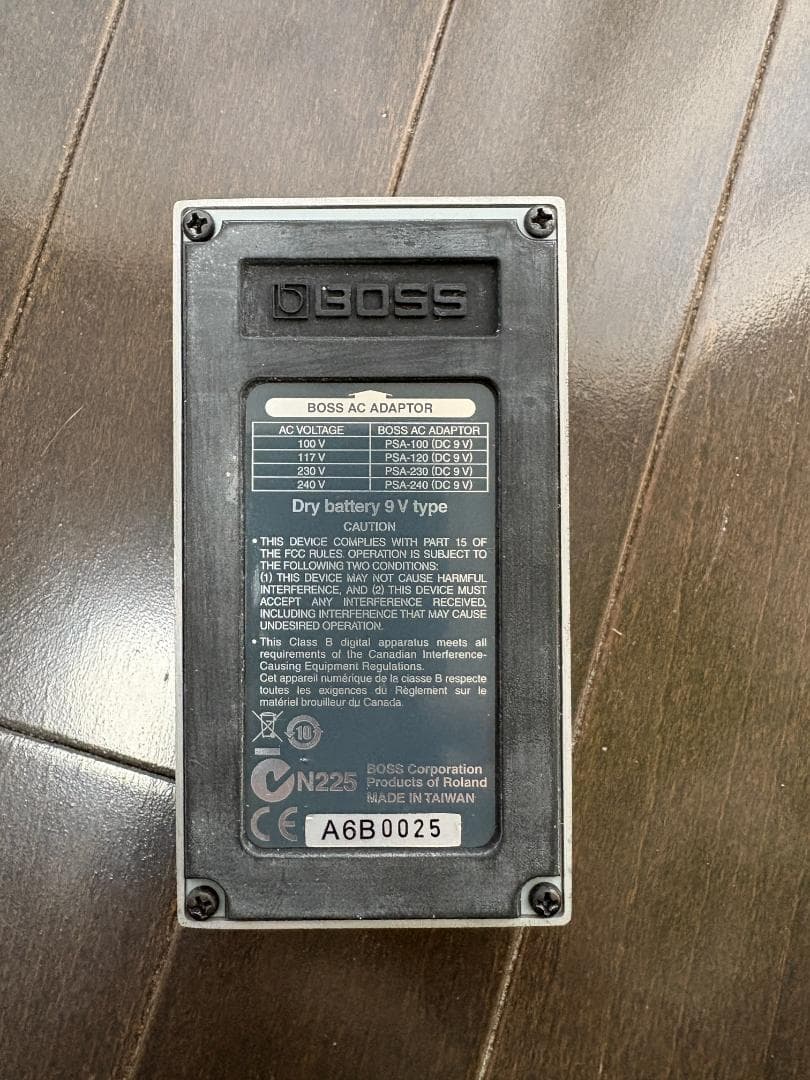 BOSS
BOSS AC ADAPTOR
AC VOLTAGE BOSS AC ADAPTOR
100 V PSA-100 (DC 9 V)
117 V PSA-120 (DC 9 V)
230 V PSA-230 (DC 9 V)
240 V PSA-240 (DC 9 V)
Dry battery 9 V type
CAUTION
• THIS DEVICE COMPLIES WITH PART 15 OF
THE FCC RULES. OPERATION IS SUBJECT TO
THE FOLLOWING TWO CONDITIONS:
(1) THIS DEVICE MAY NOT CAUSE HARMFUL
INTERFERENCE, AND (2) THIS DEVICE MUST
ACCEPT ANY INTERFERENCE RECEIVED,
INCLUDING INTERFERENCE THAT MAY CAUSE
UNDESIRED OPERATION.
• This Class B digital apparatus meets all
requirements of the Canadian Interference-
Causing Equipment Regulations.
Cet appareil numérique de la classe B respecte
toutes les exigences du Règlement sur le
matériel brouilleur du Canada.
10
N225
BOSS Corporation
Products of Roland
MADE IN TAIWAN
CE
A6B0025